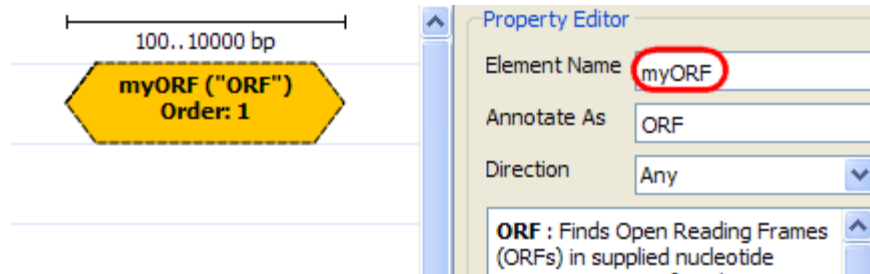 100..10000 bp
myORF ("ORF")
Order: 1
Property Editor
Element Name myORF
Annotate As ORF
Direction Any
ORF : Finds Open Reading Frames
(ORFs) in supplied nucleotide